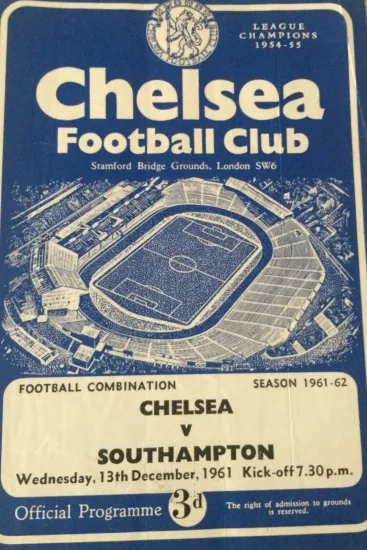 LEAGUE
CHAMPIONS
1954-55
Chelsea
Football Club
Stamford Bridge Grounds, London SW6
FOOTBALL COMBINATION
SEASON 1961-62
CHELSEA
V
SOUTHAMPTON
Wednesday, 13th December, 1961 Kick-off 7.30 p.m.
Official Programme 3d
The right of admission to grounds
is reserved.